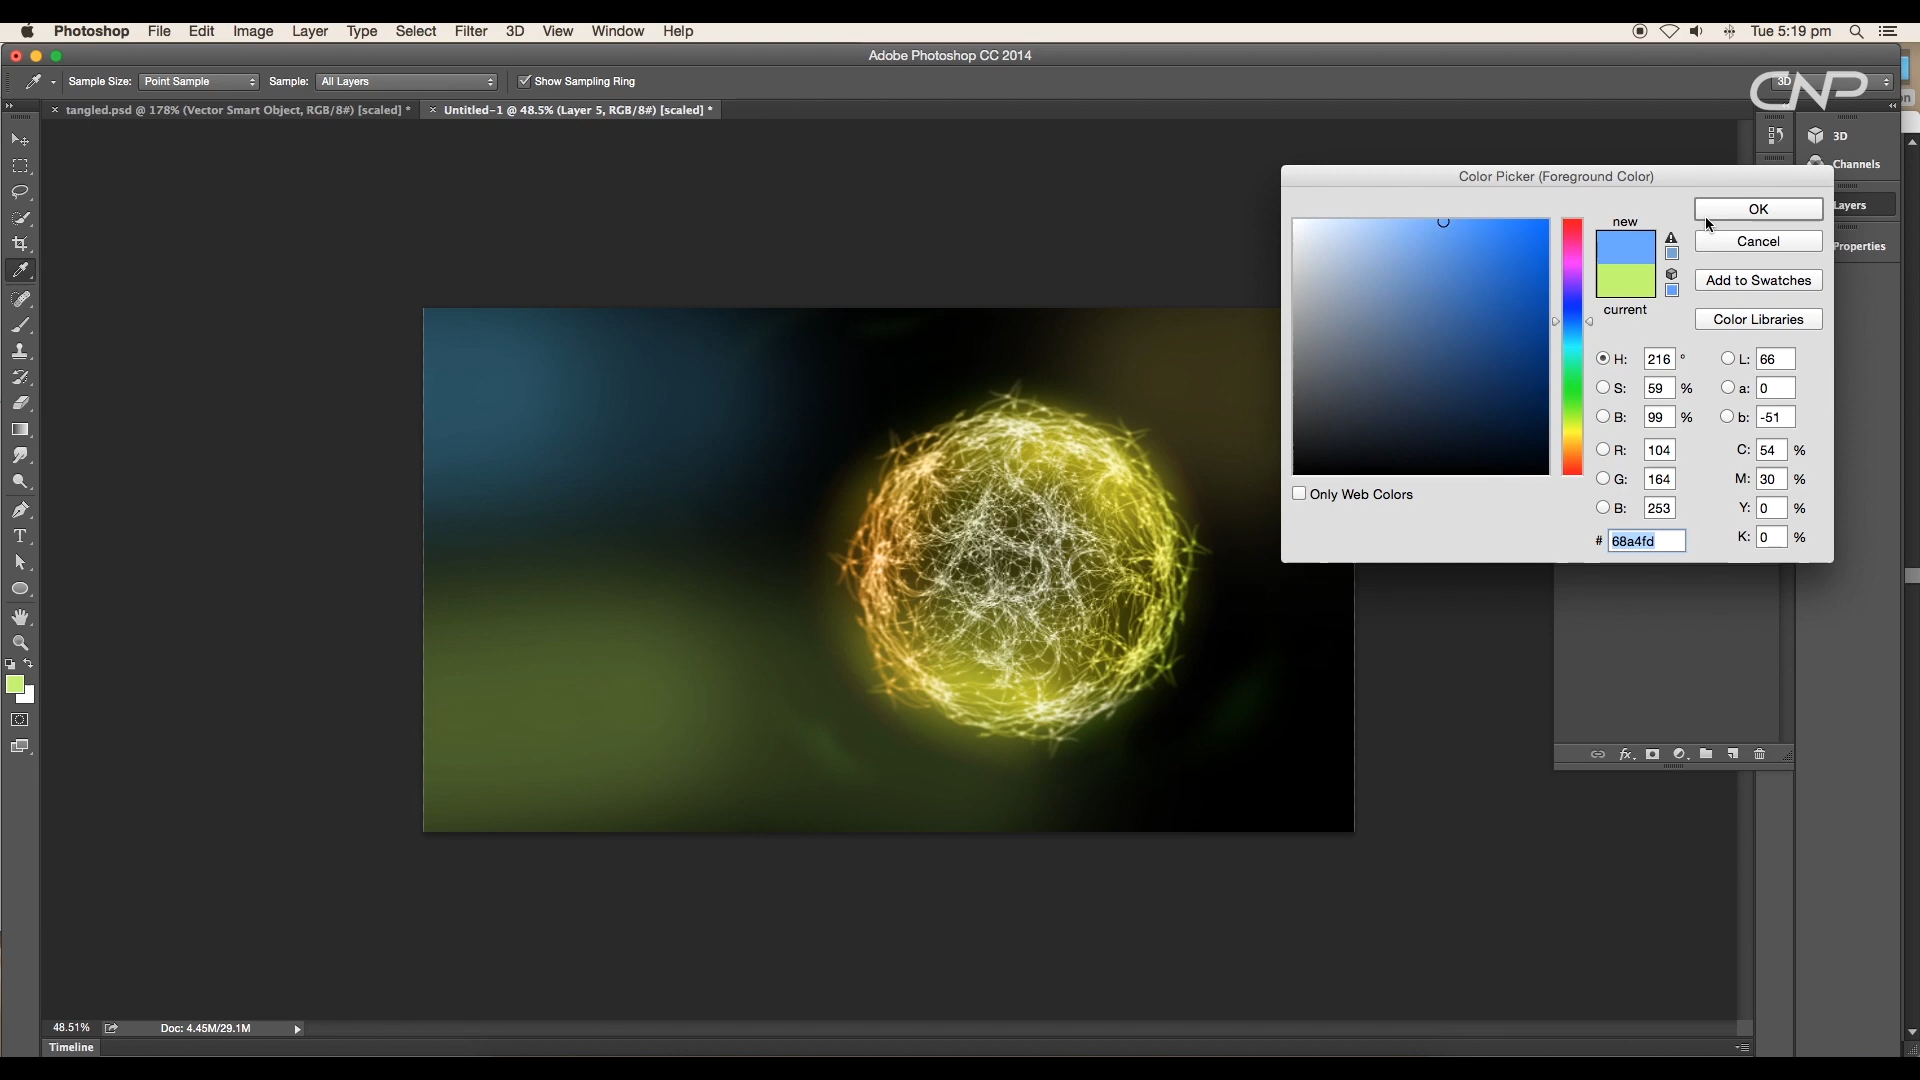 Photoshop File Edit Image Layer Type Select Filter 3D View Window Help Tue 5:19 pm
Adobe Photoshop CC 2014
Sample Size: Point Sample Sample: All Layers Show Sampling Ring 3D
CNP
× tangled.psd @ 178% (Vector Smart Object, RGB/8#) [scaled] * × Untitled-1 @ 48.5% (Layer 5, RGB/8#) [scaled] *
3D
Channels
Layers
Properties
Color Picker (Foreground Color)
new
current
OK
Cancel
Add to Swatches
Color Libraries
H: 216 ° L: 66
S: 59 % a: 0
B: 99 % b: -51
R: 104 C: 54 %
G: 164 M: 30 %
B: 253 Y: 0 %
# 68a4fd K: 0 %
Only Web Colors
T
fx
48.51% Doc: 4.45M/29.1M
Timeline